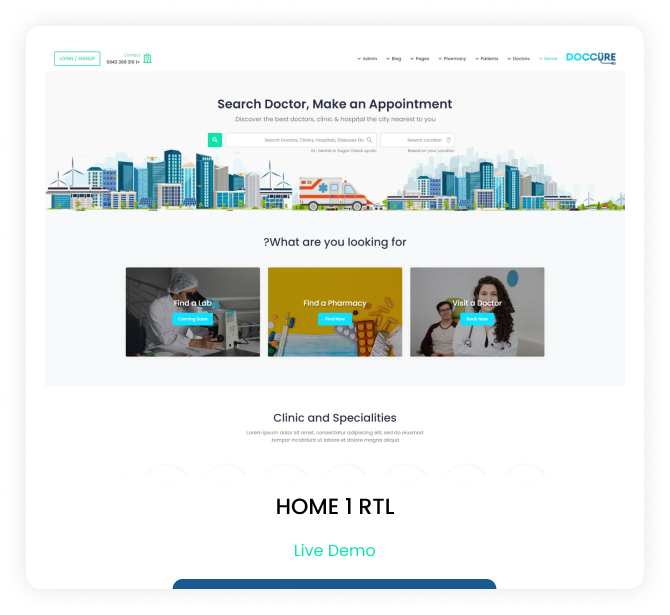 LOGIN / SIGNUP
Contact
5943 369 315 1+
Admin
Blog
Pages
Pharmacy
Patients
Doctors
Home
DOCCURE
Search Doctor, Make an Appointment
.Discover the best doctors, clinic & hospital the city nearest to you
Search Doctors, Clinics, Hospitals, Diseases Etc
Search Location
Ex : Dental or Sugar Check up etc
Based on your Location
?What are you looking for
Find a Lab
Coming Soon
Find a Pharmacy
Find Now
Visit a Doctor
Book Now
Clinic and Specialities
Lorem ipsum dolor sit amet, consectetur adipiscing elit, sed do eiusmod
.tempor incididunt ut labore et dolore magna aliqua
HOME 1 RTL
Live Demo